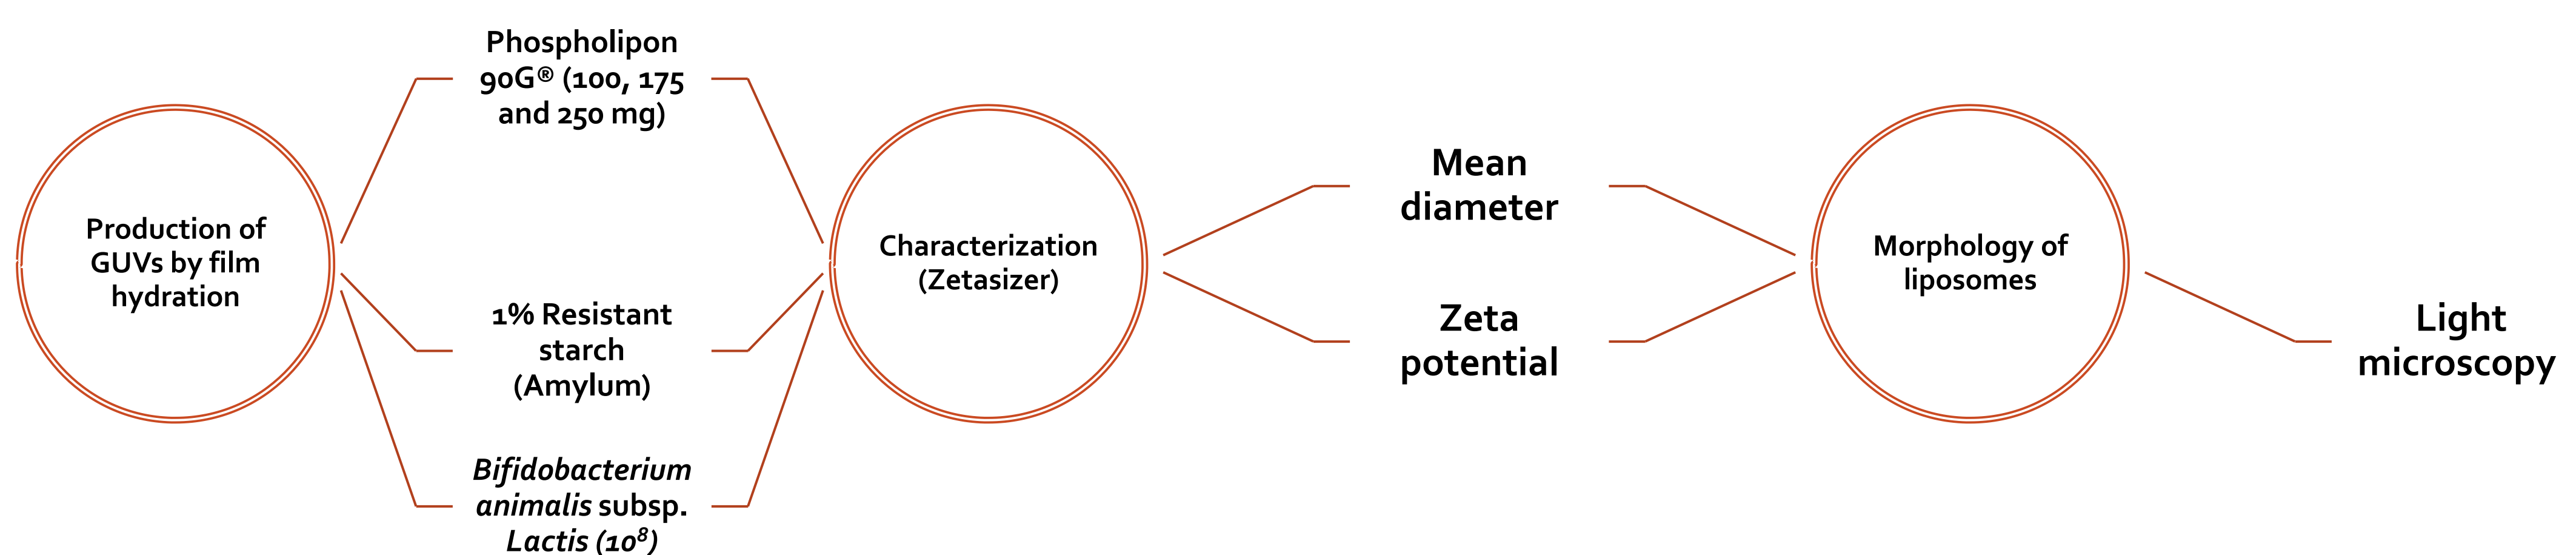 Production of
GUVs by film
hydration
Phospholipon
90G® (100, 175
and 250 mg)
1% Resistant
starch
(Amylum)
Bifidobacterium
animalis subsp.
Lactis (10⁸)
Characterization
(Zetasizer)
Mean
diameter
Zeta
potential
Morphology of
liposomes
Light
microscopy